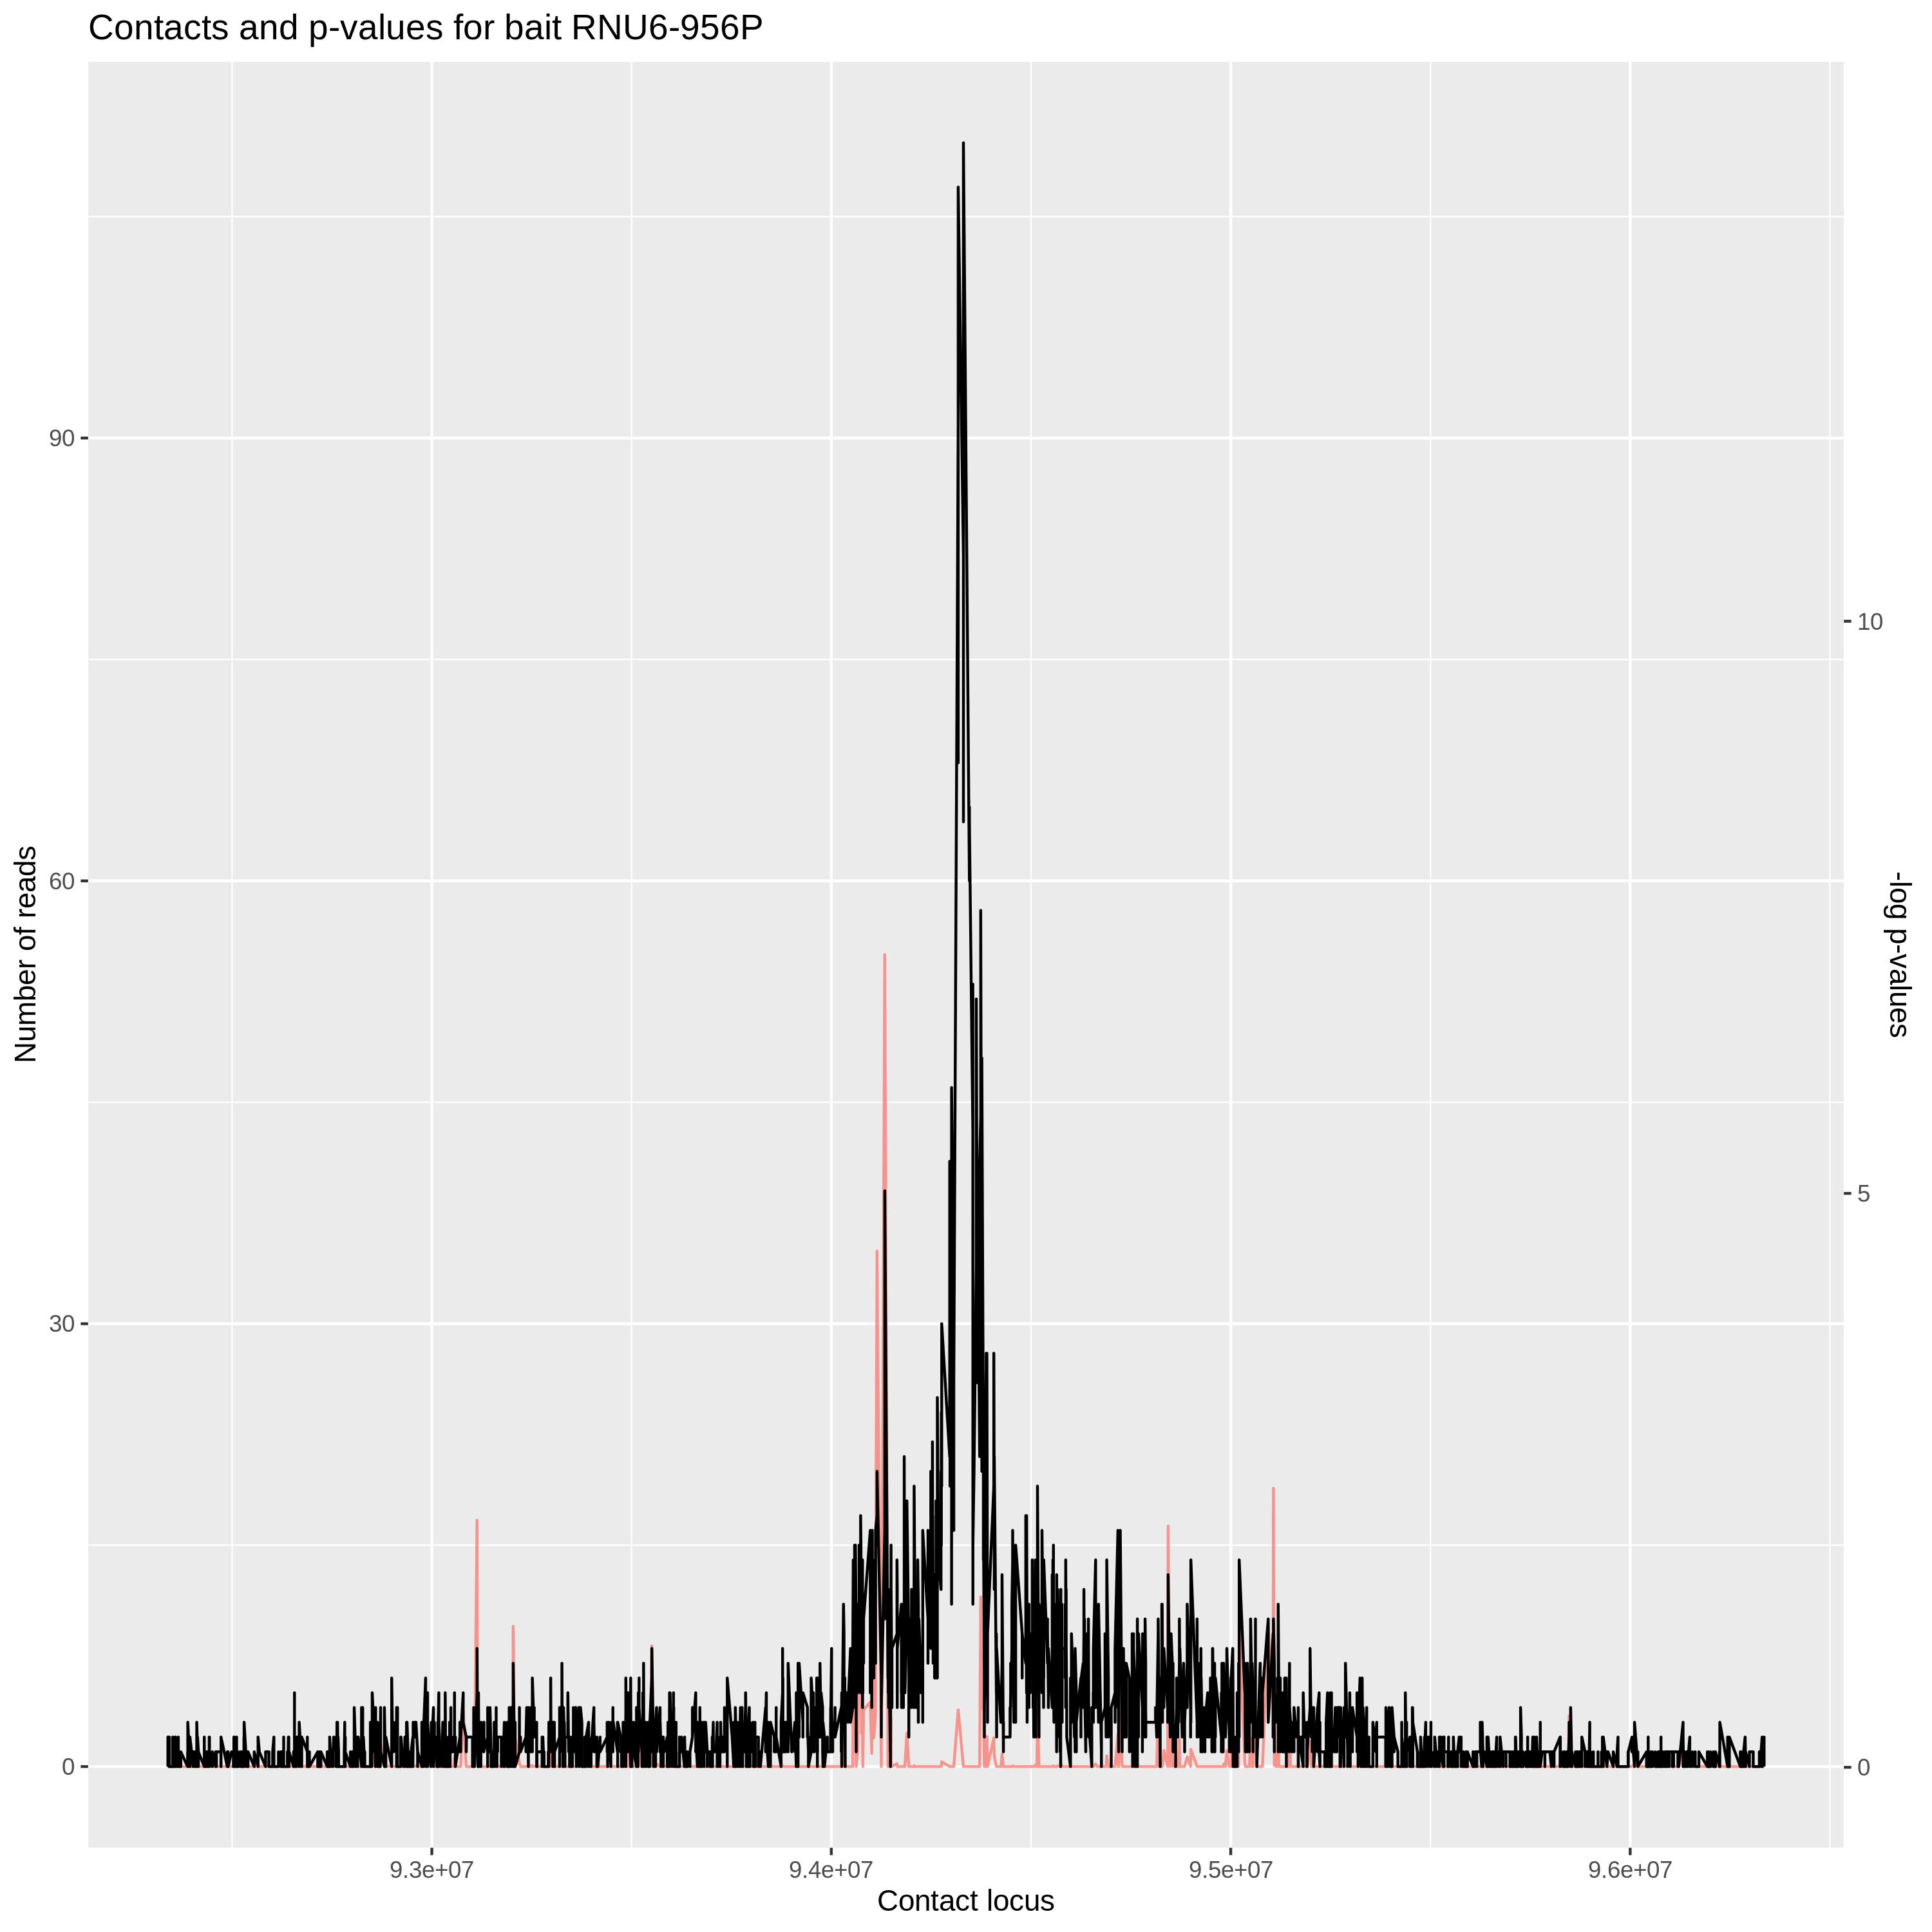 Contacts and p-values for bait RNU6-956P
90
60
30
0
10
5
0
Number of reads
-log p-values
9.3e+07 9.4e+07 9.5e+07 9.6e+07
Contact locus